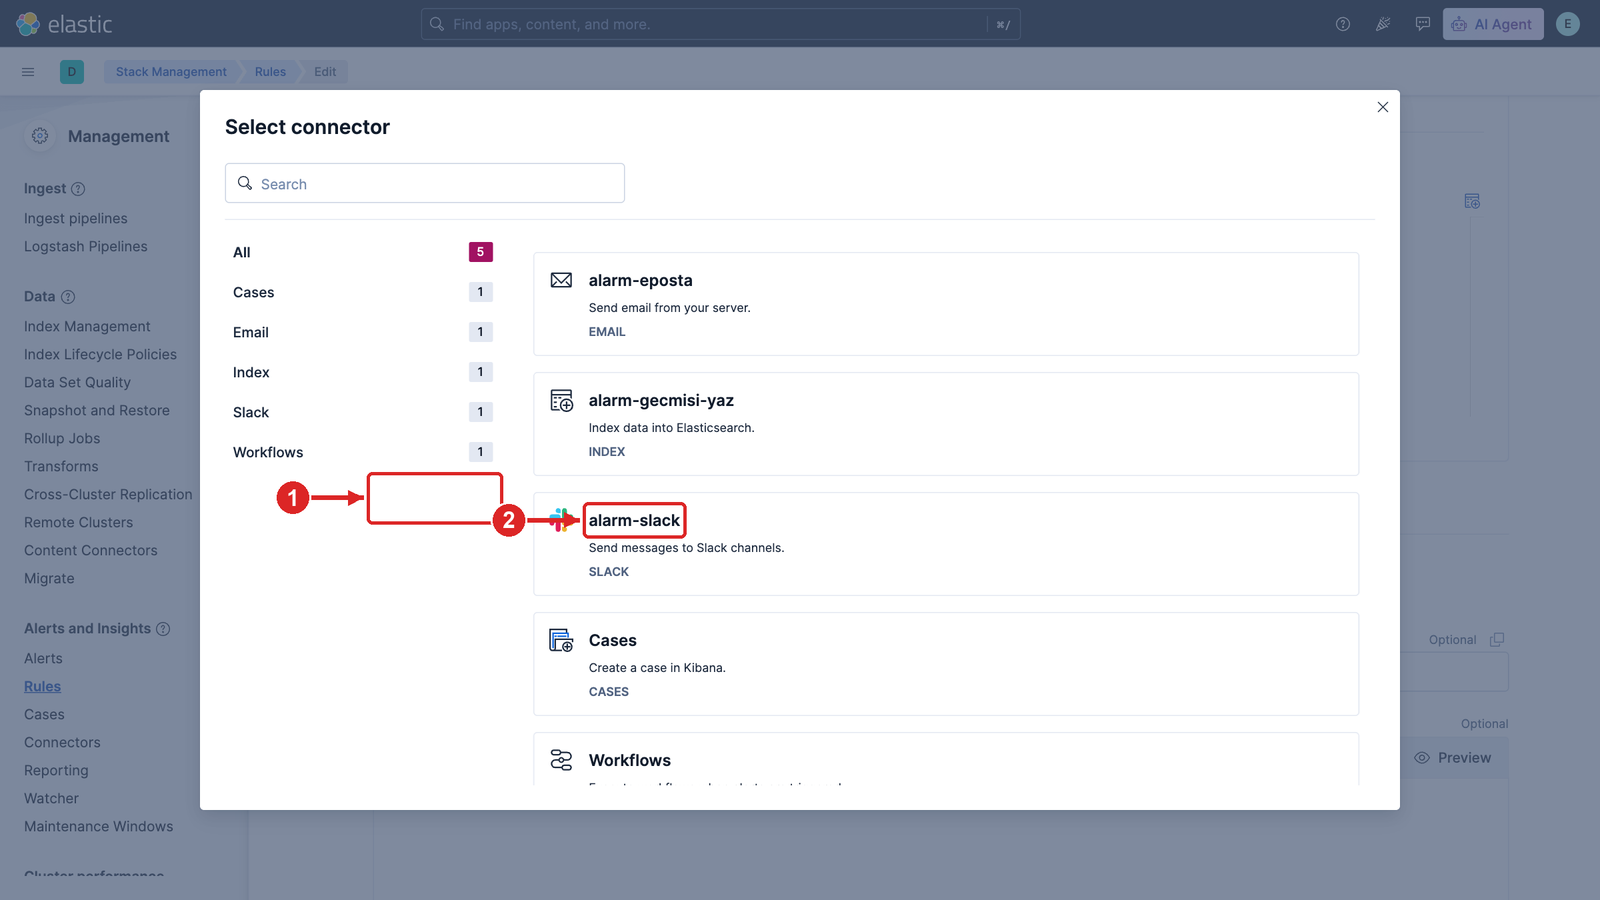 elastic
Find apps, content, and more.
⌘/
AI Agent
E
D
Stack Management
Rules
Edit
Management
Ingest
Ingest pipelines
Logstash Pipelines
Data
Index Management
Index Lifecycle Policies
Data Set Quality
Snapshot and Restore
Rollup Jobs
Transforms
Cross-Cluster Replication
Remote Clusters
Content Connectors
Migrate
Alerts and Insights
Alerts
Rules
Cases
Connectors
Reporting
Watcher
Maintenance Windows
Cluster performance
Select connector
Search
All 5
Cases 1
Email 1
Index 1
Slack 1
Workflows 1
1
2
alarm-eposta
Send email from your server.
EMAIL
alarm-gecmisi-yaz
Index data into Elasticsearch.
INDEX
alarm-slack
Send messages to Slack channels.
SLACK
Cases
Create a case in Kibana.
CASES
Workflows
Optional
Optional
Preview